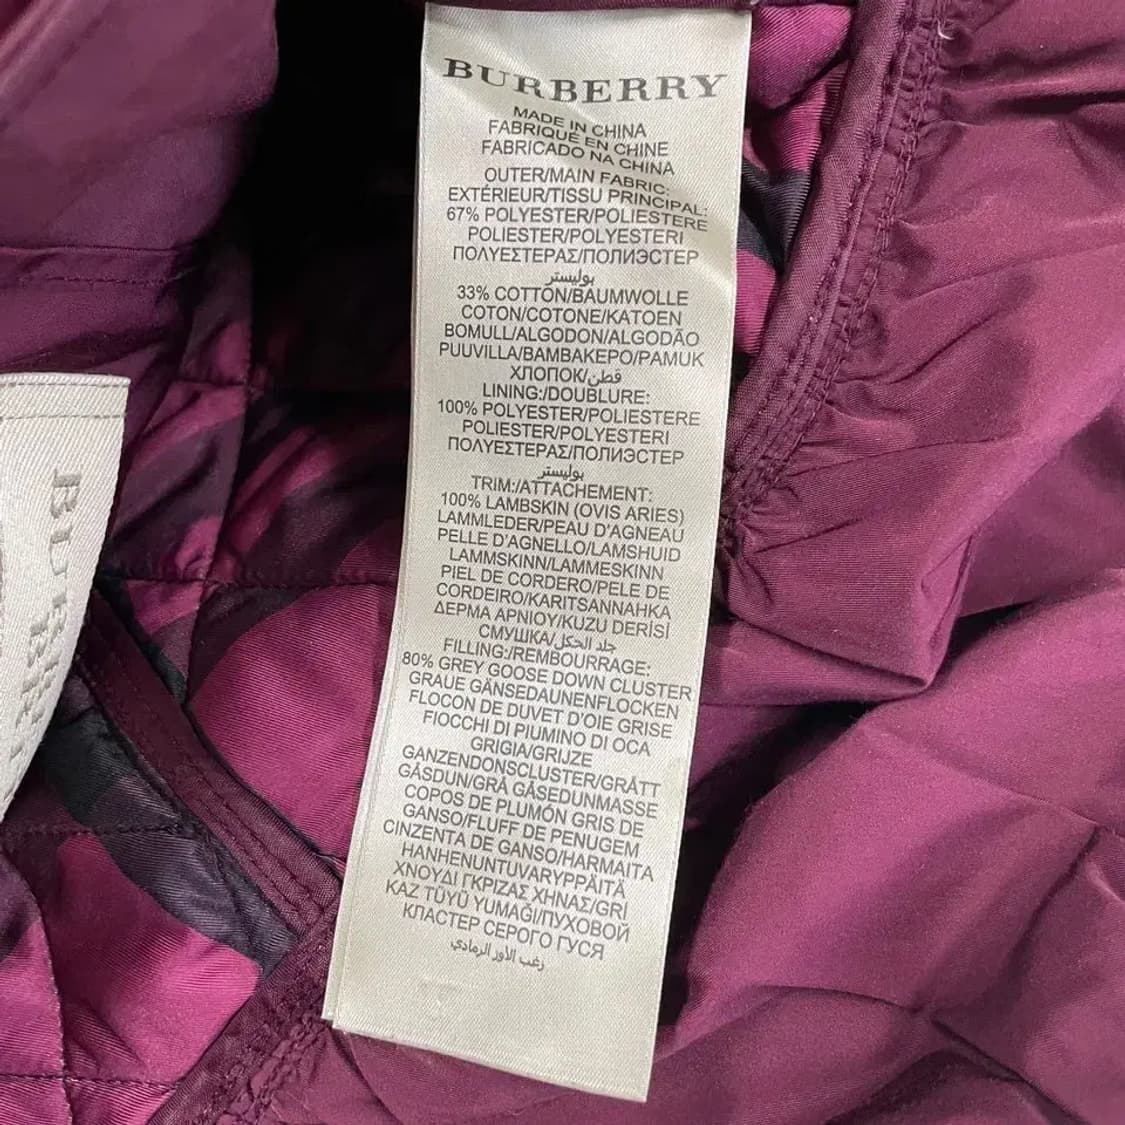 BURBERRY
MADE IN CHINA
FABRIQUÉ EN CHINE
FABRICADO NA CHINA
OUTER/MAIN FABRIC:
EXTÉRIEUR/TISSU PRINCIPAL:
67% POLYESTER/POLIESTERE
POLIESTER/POLYESTERI
ΠΟΛΥΕΣΤΕΡΑΣ/ПОЛИЭСТЕР
بوليستر
33% COTTON/BAUMWOLLE
COTON/COTONE/KATOEN
BOMULL/ALGODON/ALGODÃO
PUUVILLA/BAMBAKEPO/PAMUK
ХЛОПОК/قطن
LINING:/DOUBLURE:
100% POLYESTER/POLIESTERE
POLIESTER/POLYESTERI
ΠΟΛΥΕΣΤΕΡΑΣ/ПОЛИЭСТЕР
بوليستر
TRIM:/ATTACHEMENT:
100% LAMBSKIN (OVIS ARIES)
LAMMLEDER/PEAU D'AGNEAU
PELLE D'AGNELLO/LAMSHUID
LAMMSKINN/LAMMESKINN
PIEL DE CORDERO/PELE DE
CORDEIRO/KARITSANNAHKA
ΔΕΡΜΑ ΑΡΝΙΟΥ/KUZU DERİSİ
СМУШКА/جلد الحكل
FILLING:/REMBOURRAGE:
80% GREY GOOSE DOWN CLUSTER
GRAUE GÄNSEDAUNENFLOCKEN
FLOCON DE DUVET D'OIE GRISE
FIOCCHI DI PIUMINO DI OCA
GRIGIA/GRIJZE
GANZENDONSCLUSTER/GRÅTT
GÅSDUN/GRÅ GÅSEDUNMASSE
COPOS DE PLUMÓN GRIS DE
GANSO/FLUFF DE PENUGEM
CINZENTA DE GANSO/HARMAITA
HANHENUNTUVARYPPÄITÄ
ΧΝΟΥΔΙ ΓΚΡΙΖΑΣ ΧΗΝΑΣ/GRI
KAZ TÜYÜ YUMAĞI/ПУХОВОЙ
КЛАСТЕР СЕРОГО ГУСЯ
زغب الأوز الرمادي